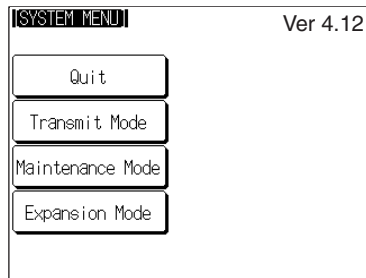 [SYSTEM MENU]
Ver 4.12
Quit
Transmit Mode
Maintenance Mode
Expansion Mode